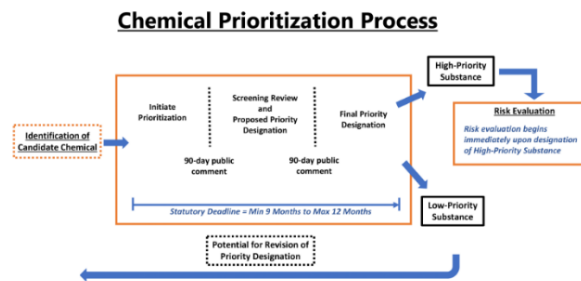 Chemical Prioritization Process
High-Priority
Substance
Initiate
Prioritization
Screening Review
and Proposed Priority
Designation
Final Priority
Designation
Identification of
Candidate Chemical
Risk Evaluation
Risk evaluation begins
immediately upon designation
of High-Priority Substance
90-day public
comment
90-day public
comment
Statutory Deadline = Min 9 Months to Max 12 Months
Low-Priority
Substance
Potential for Revision of
Priority Designation